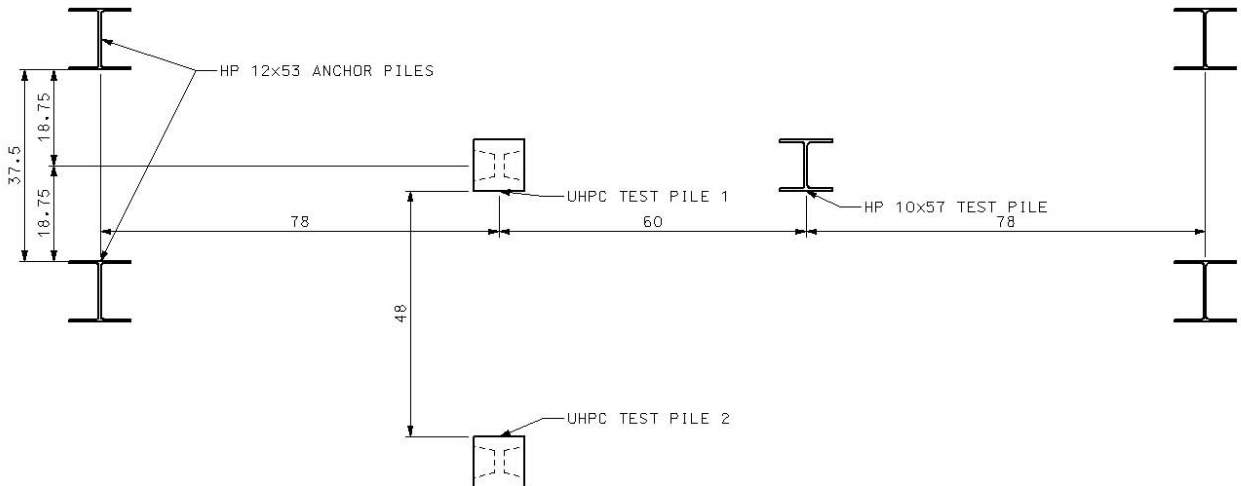 HP 12x53 ANCHOR PILES
18.75
37.5
18.75
UHPC TEST PILE 1
HP 10x57 TEST PILE
78
60
78
48
UHPC TEST PILE 2